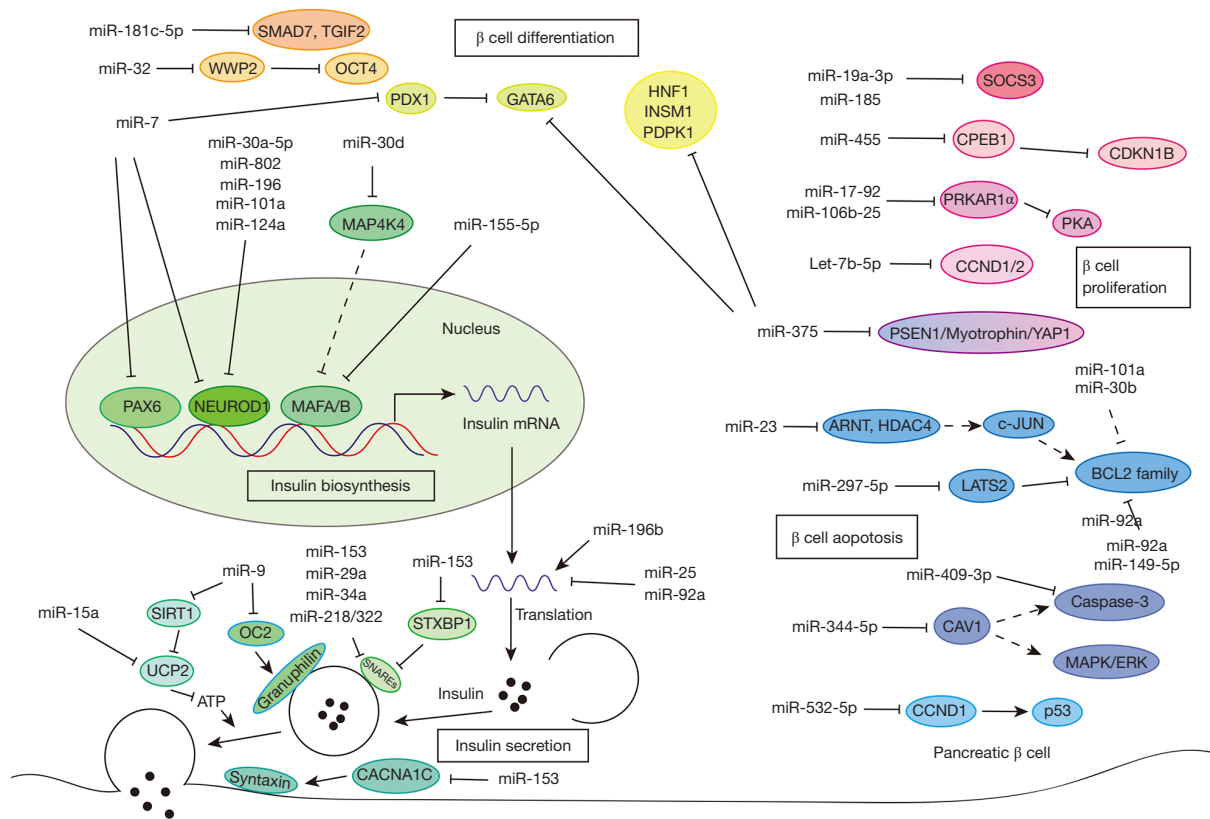 miR-181c-5p
SMAD7, TGIF2
β cell differentiation
miR-32
WWP2
OCT4
PDX1
GATA6
HNF1
INSM1
PDPK1
miR-7
miR-30a-5p
miR-802
miR-196
miR-101a
miR-124a
miR-30d
MAP4K4
miR-155-5p
Nucleus
PAX6
NEUROD1
MAFA/B
Insulin mRNA
Insulin biosynthesis
miR-19a-3p
miR-185
SOCS3
miR-455
CPEB1
CDKN1B
miR-17-92
miR-106b-25
PRKAR1α
PKA
Let-7b-5p
CCND1/2
β cell
proliferation
miR-375
PSEN1/Myotrophin/YAP1
miR-101a
miR-30b
miR-23
ARNT, HDAC4
c-JUN
BCL2 family
miR-297-5p
LATS2
miR-92a
β cell aopotosis
miR-92a
miR-149-5p
miR-409-3p
Caspase-3
miR-344-5p
CAV1
MAPK/ERK
miR-532-5p
CCND1
p53
Pancreatic β cell
miR-196b
miR-25
miR-92a
Translation
miR-153
miR-29a
miR-34a
miR-218/322
miR-153
STXBP1
miR-9
SIRT1
OC2
miR-15a
UCP2
ATP
Granuphilin
SNAREs
Insulin
Insulin secretion
Syntaxin
CACNA1C
miR-153